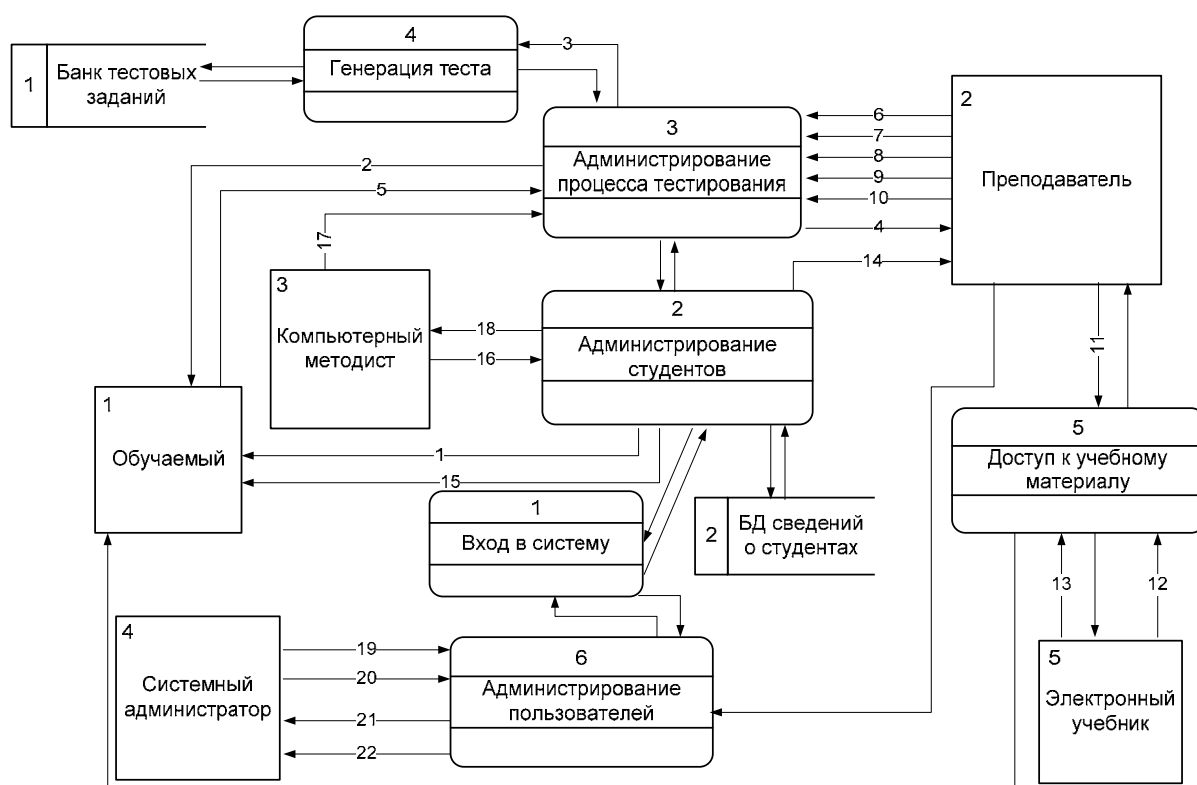 4
Генерация теста
3
1
Банк тестовых
заданий
2
Преподаватель
3
Администрирование
процесса тестирования
6
7
8
9
10
4
2
5
17
14
3
Компьютерный
методист
18
16
2
Администрирование
студентов
11
1
Обучаемый
1
15
5
Доступ к учебному
материалу
1
Вход в систему
2
БД сведений
о студентах
13
12
4
Системный
администратор
19
20
21
22
6
Администрирование
пользователей
5
Электронный
учебник